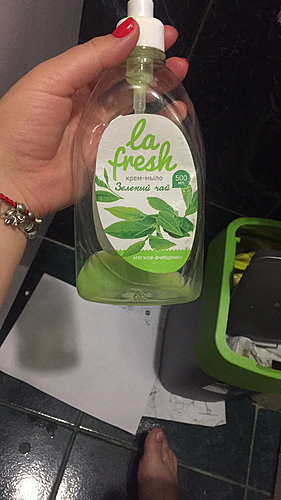 la
fresh
крем-мыло
Зеленый чай
500
мл
мягкое очищение